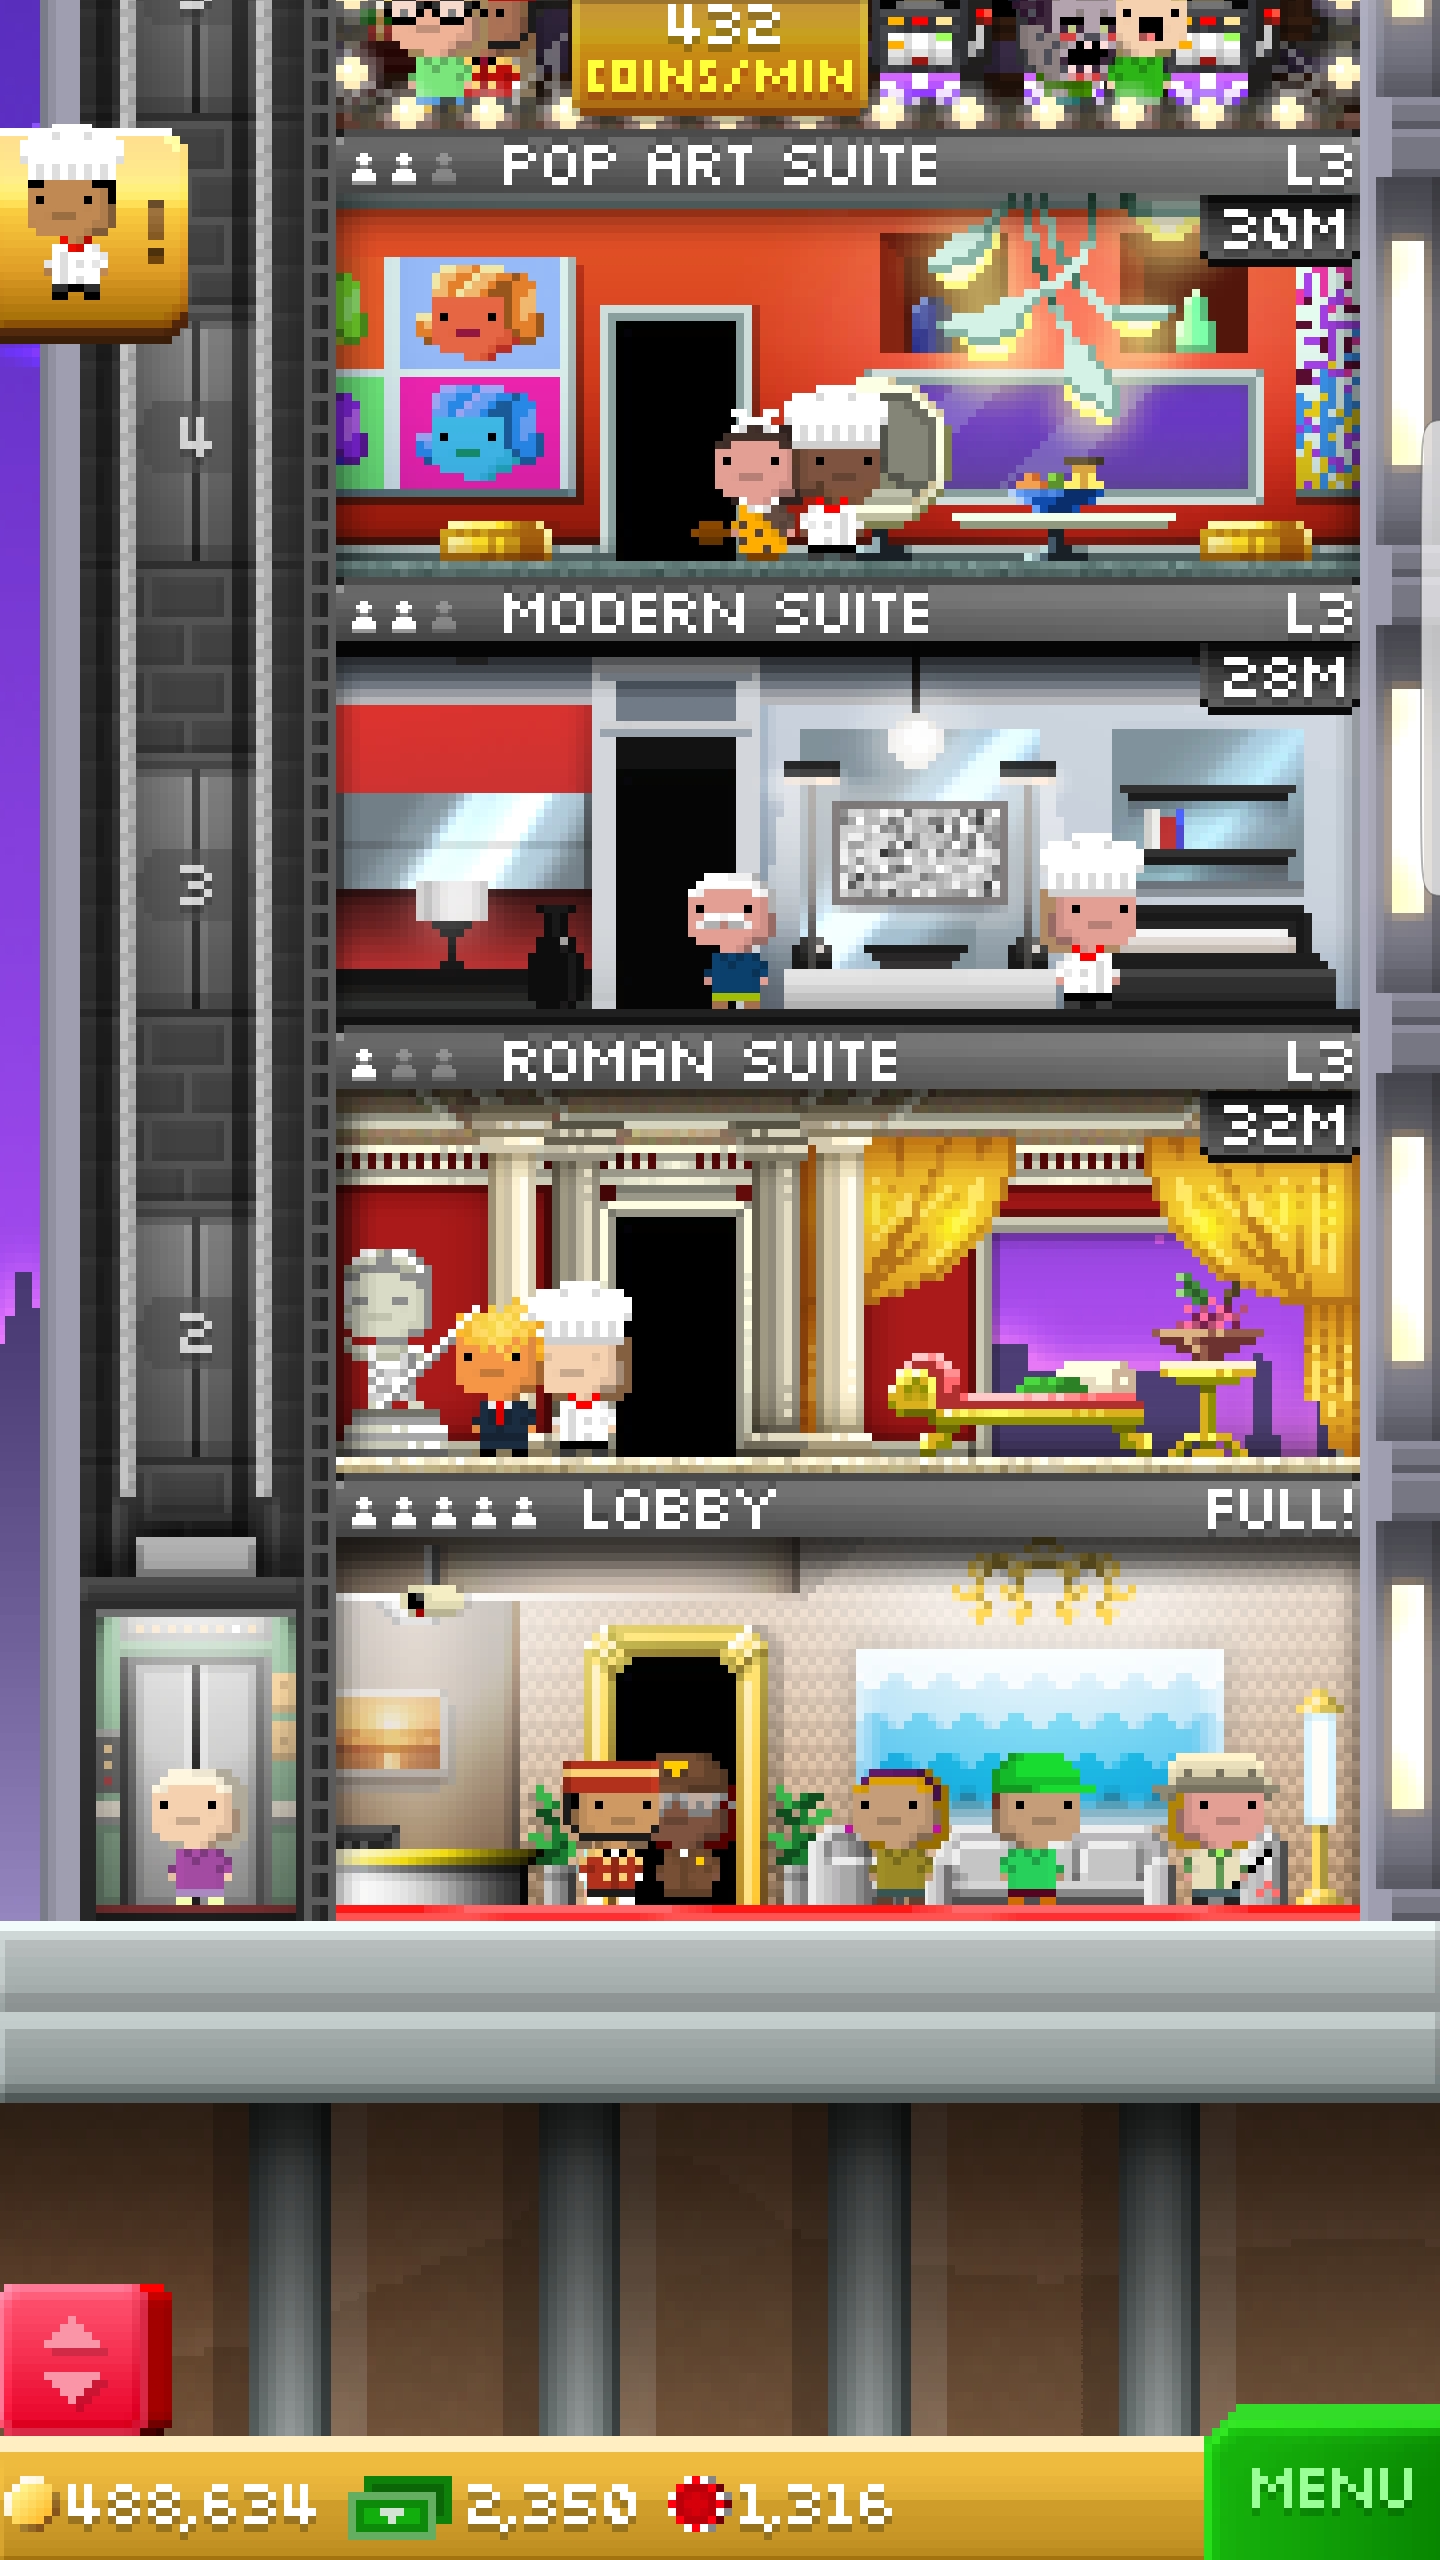 432
COINS/MIN
POP ART SUITE L3
30M
!
4
MODERN SUITE L3
28M
3
ROMAN SUITE L3
32M
2
LOBBY FULL!
488,634 2,350 1,316
MENU